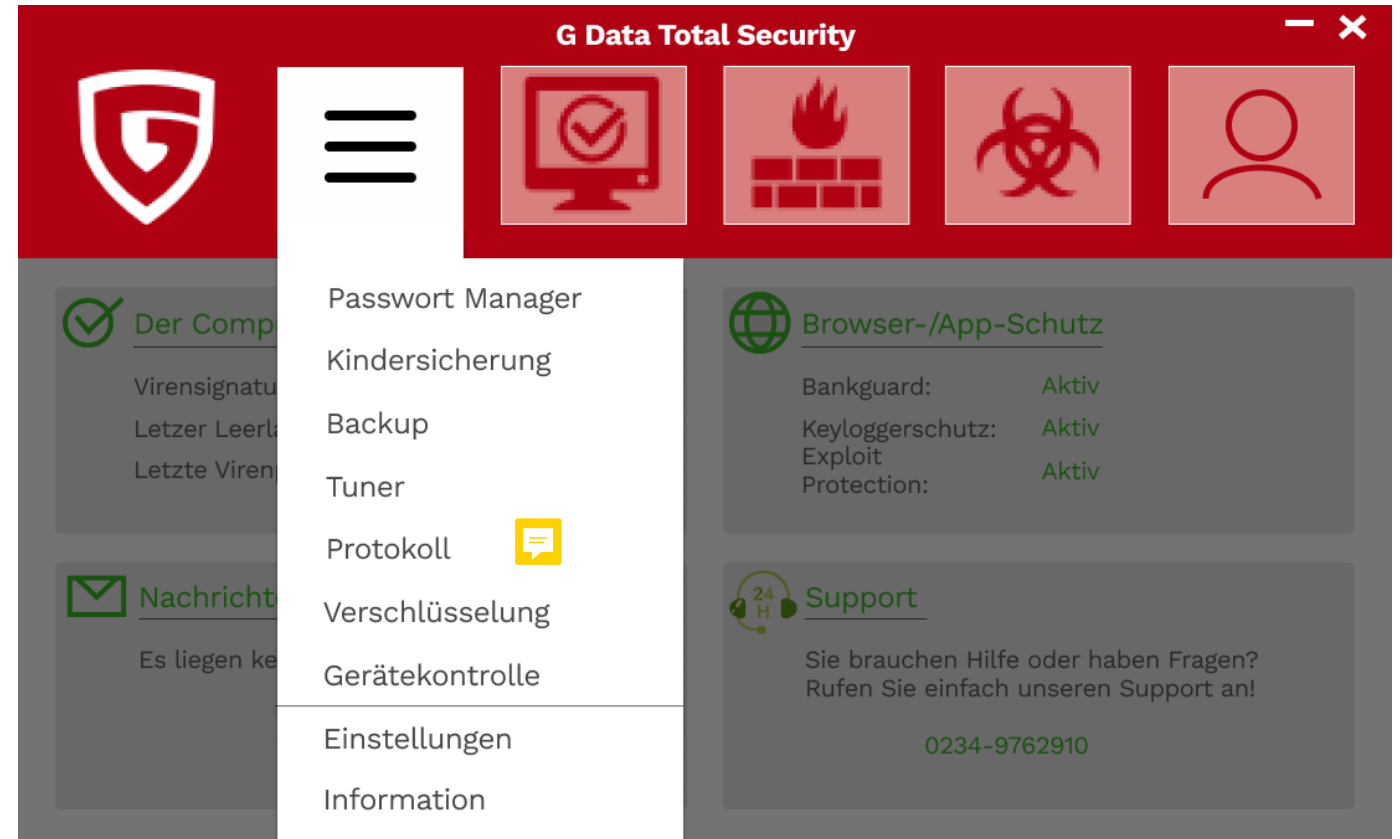 G Data Total Security
Passwort Manager
Kindersicherung
Backup
Tuner
Protokoll
Verschlüsselung
Gerätekontrolle
Einstellungen
Information
Der Comp
Virensignatu
Letzer Leerl
Letzte Viren
Browser-/App-Schutz
Bankguard: Aktiv
Keyloggerschutz: Aktiv
Exploit
Protection: Aktiv
Nachricht
Es liegen ke
24
H
Support
Sie brauchen Hilfe oder haben Fragen?
Rufen Sie einfach unseren Support an!
0234-9762910